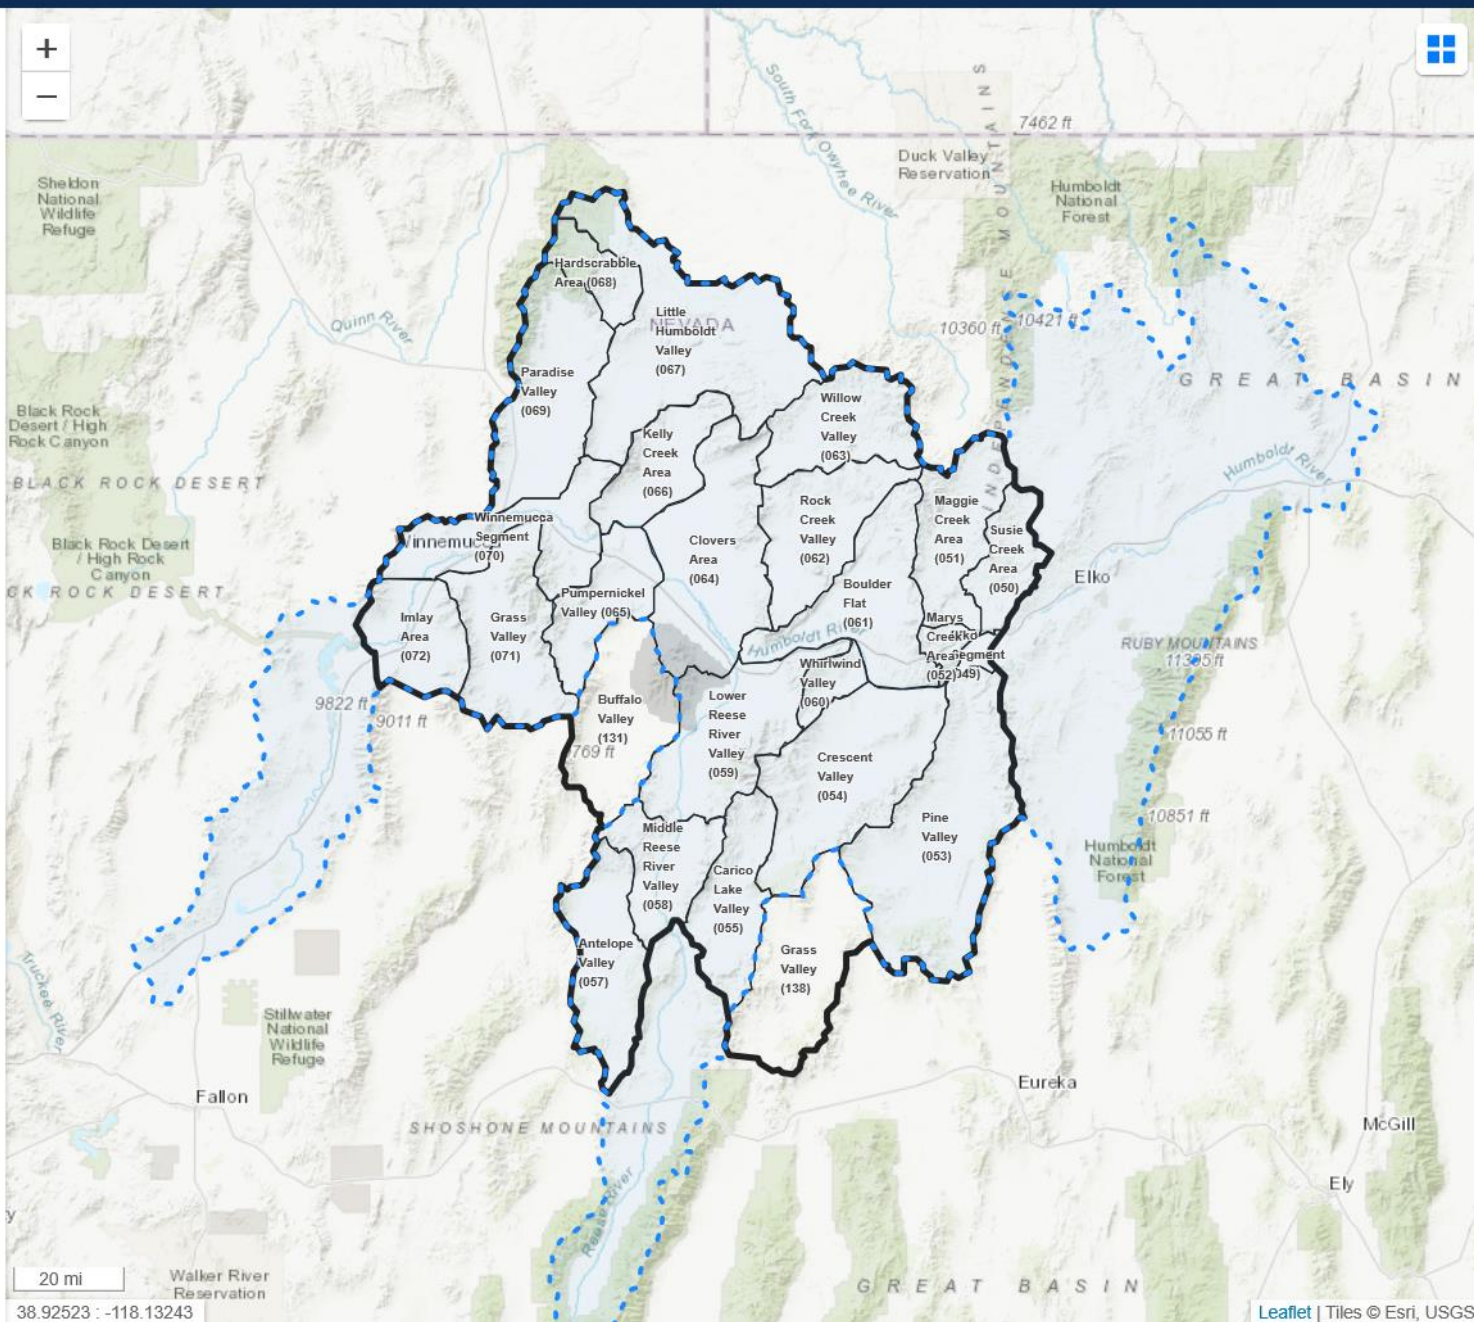 +
−
SOUTH FORK OWYHEE RIVER
7462 ft
Duck Valley
Reservation
Sheldon
National
Wildlife
Refuge
Humboldt
National
Forest
INDEPENDENCE MOUNTAINS
Hardscrabble
Area (068)
Little
Humboldt
Valley
(067)
NEVADA
Quinn River
10360 ft
10421 ft
Paradise
Valley
(069)
GREAT BASIN
Willow
Creek
Valley
(063)
Black Rock
Desert / High
Rock Canyon
Kelly
Creek
Area
(066)
Humboldt River
BLACK ROCK DESERT
Rock
Creek
Valley
(062)
Maggie
Creek
Area
(051)
Winnemucca
Segment
(070)
Winnemucca
Susie
Creek
Area
(050)
Clovers
Area
(064)
Black Rock Desert
/ High Rock
Canyon
Elko
CK ROCK DESERT
Boulder
Flat
(061)
Pumpernickel
Valley (065)
Imlay
Area
(072)
Grass
Valley
(071)
Marys
Creek
Area
(052)
Segment
049)
Humboldt River
RUBY MOUNTAINS
Whirlwind
Valley
(060)
9822 ft
9011 ft
Buffalo
Valley
(131)
769 ft
Lower
Reese
River
Valley
(059)
11055 ft
Crescent
Valley
(054)
10851 ft
Pine
Valley
(053)
Middle
Reese
River
Valley
(058)
Humboldt
National
Forest
Carico
Lake
Valley
(055)
Antelope
Valley
(057)
Grass
Valley
(138)
Truckee River
Stillwater
National
Wildlife
Refuge
Fallon
Eureka
SHOSHONE MOUNTAINS
McGill
Ely
y
Reese River
20 mi
Walker River
Reservation
GREAT BASIN
38.92523 : -118.13243
Leaflet | Tiles © Esri, USGS